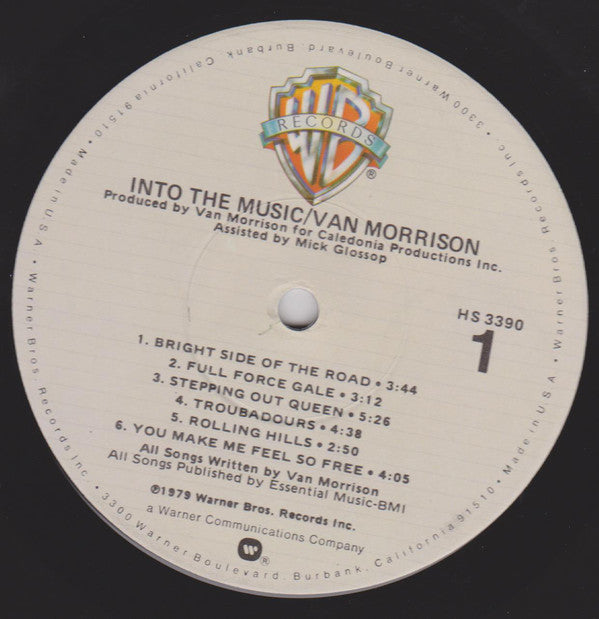 WB
RECORDS
®
INTO THE MUSIC/VAN MORRISON
Produced by Van Morrison for Caledonia Productions Inc.
Assisted by Mick Glossop
HS 3390
1
1. BRIGHT SIDE OF THE ROAD • 3:44
2. FULL FORCE GALE • 3:12
3. STEPPING OUT QUEEN • 5:26
4. TROUBADOURS • 4:38
5. ROLLING HILLS • 2:50
6. YOU MAKE ME FEEL SO FREE • 4:05
All Songs Written by Van Morrison
All Songs Published by Essential Music-BMI
℗1979 Warner Bros. Records Inc.
a Warner Communications Company
W ®
Warner Bros. Records Inc. • 3300 Warner Boulevard, Burbank, California 91510 • Made in U.S.A. • Warner Bros. Records Inc. • 3300 Warner Boulevard, Burbank, California 91510 • Made in U.S.A. •